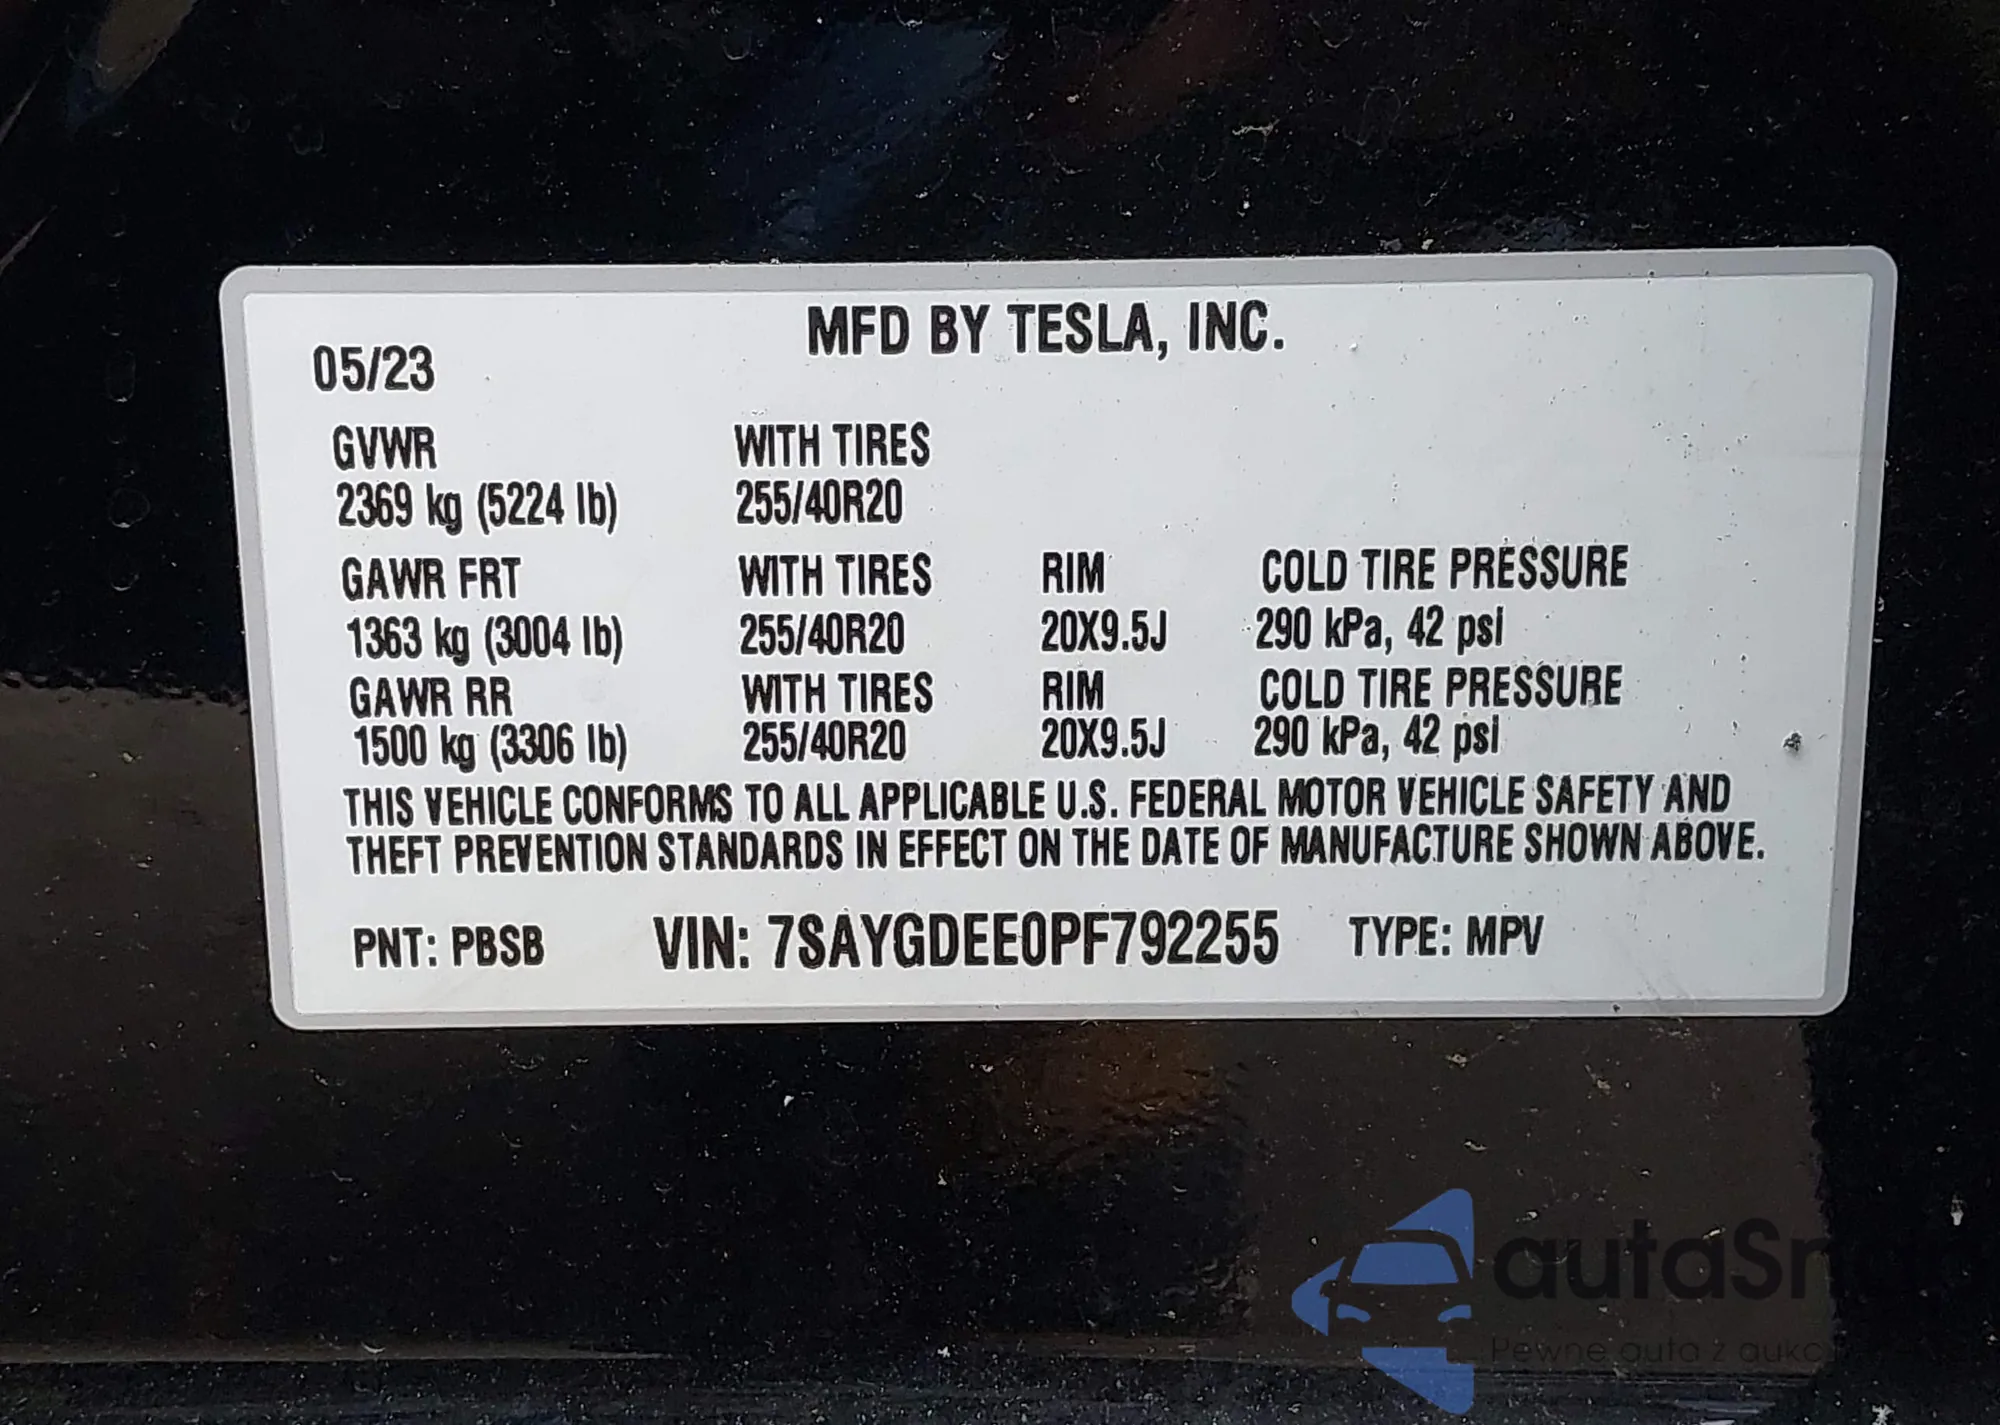 MFD BY TESLA, INC.
05/23
GVWR WITH TIRES
2369 kg (5224 lb) 255/40R20
GAWR FRT WITH TIRES RIM COLD TIRE PRESSURE
1363 kg (3004 lb) 255/40R20 20X9.5J 290 kPa, 42 psi
GAWR RR WITH TIRES RIM COLD TIRE PRESSURE
1500 kg (3306 lb) 255/40R20 20X9.5J 290 kPa, 42 psi
THIS VEHICLE CONFORMS TO ALL APPLICABLE U.S. FEDERAL MOTOR VEHICLE SAFETY AND
THEFT PREVENTION STANDARDS IN EFFECT ON THE DATE OF MANUFACTURE SHOWN ABOVE.
PNT: PBSB VIN: 7SAYGDEE0PF792255 TYPE: MPV
Pewne auta z